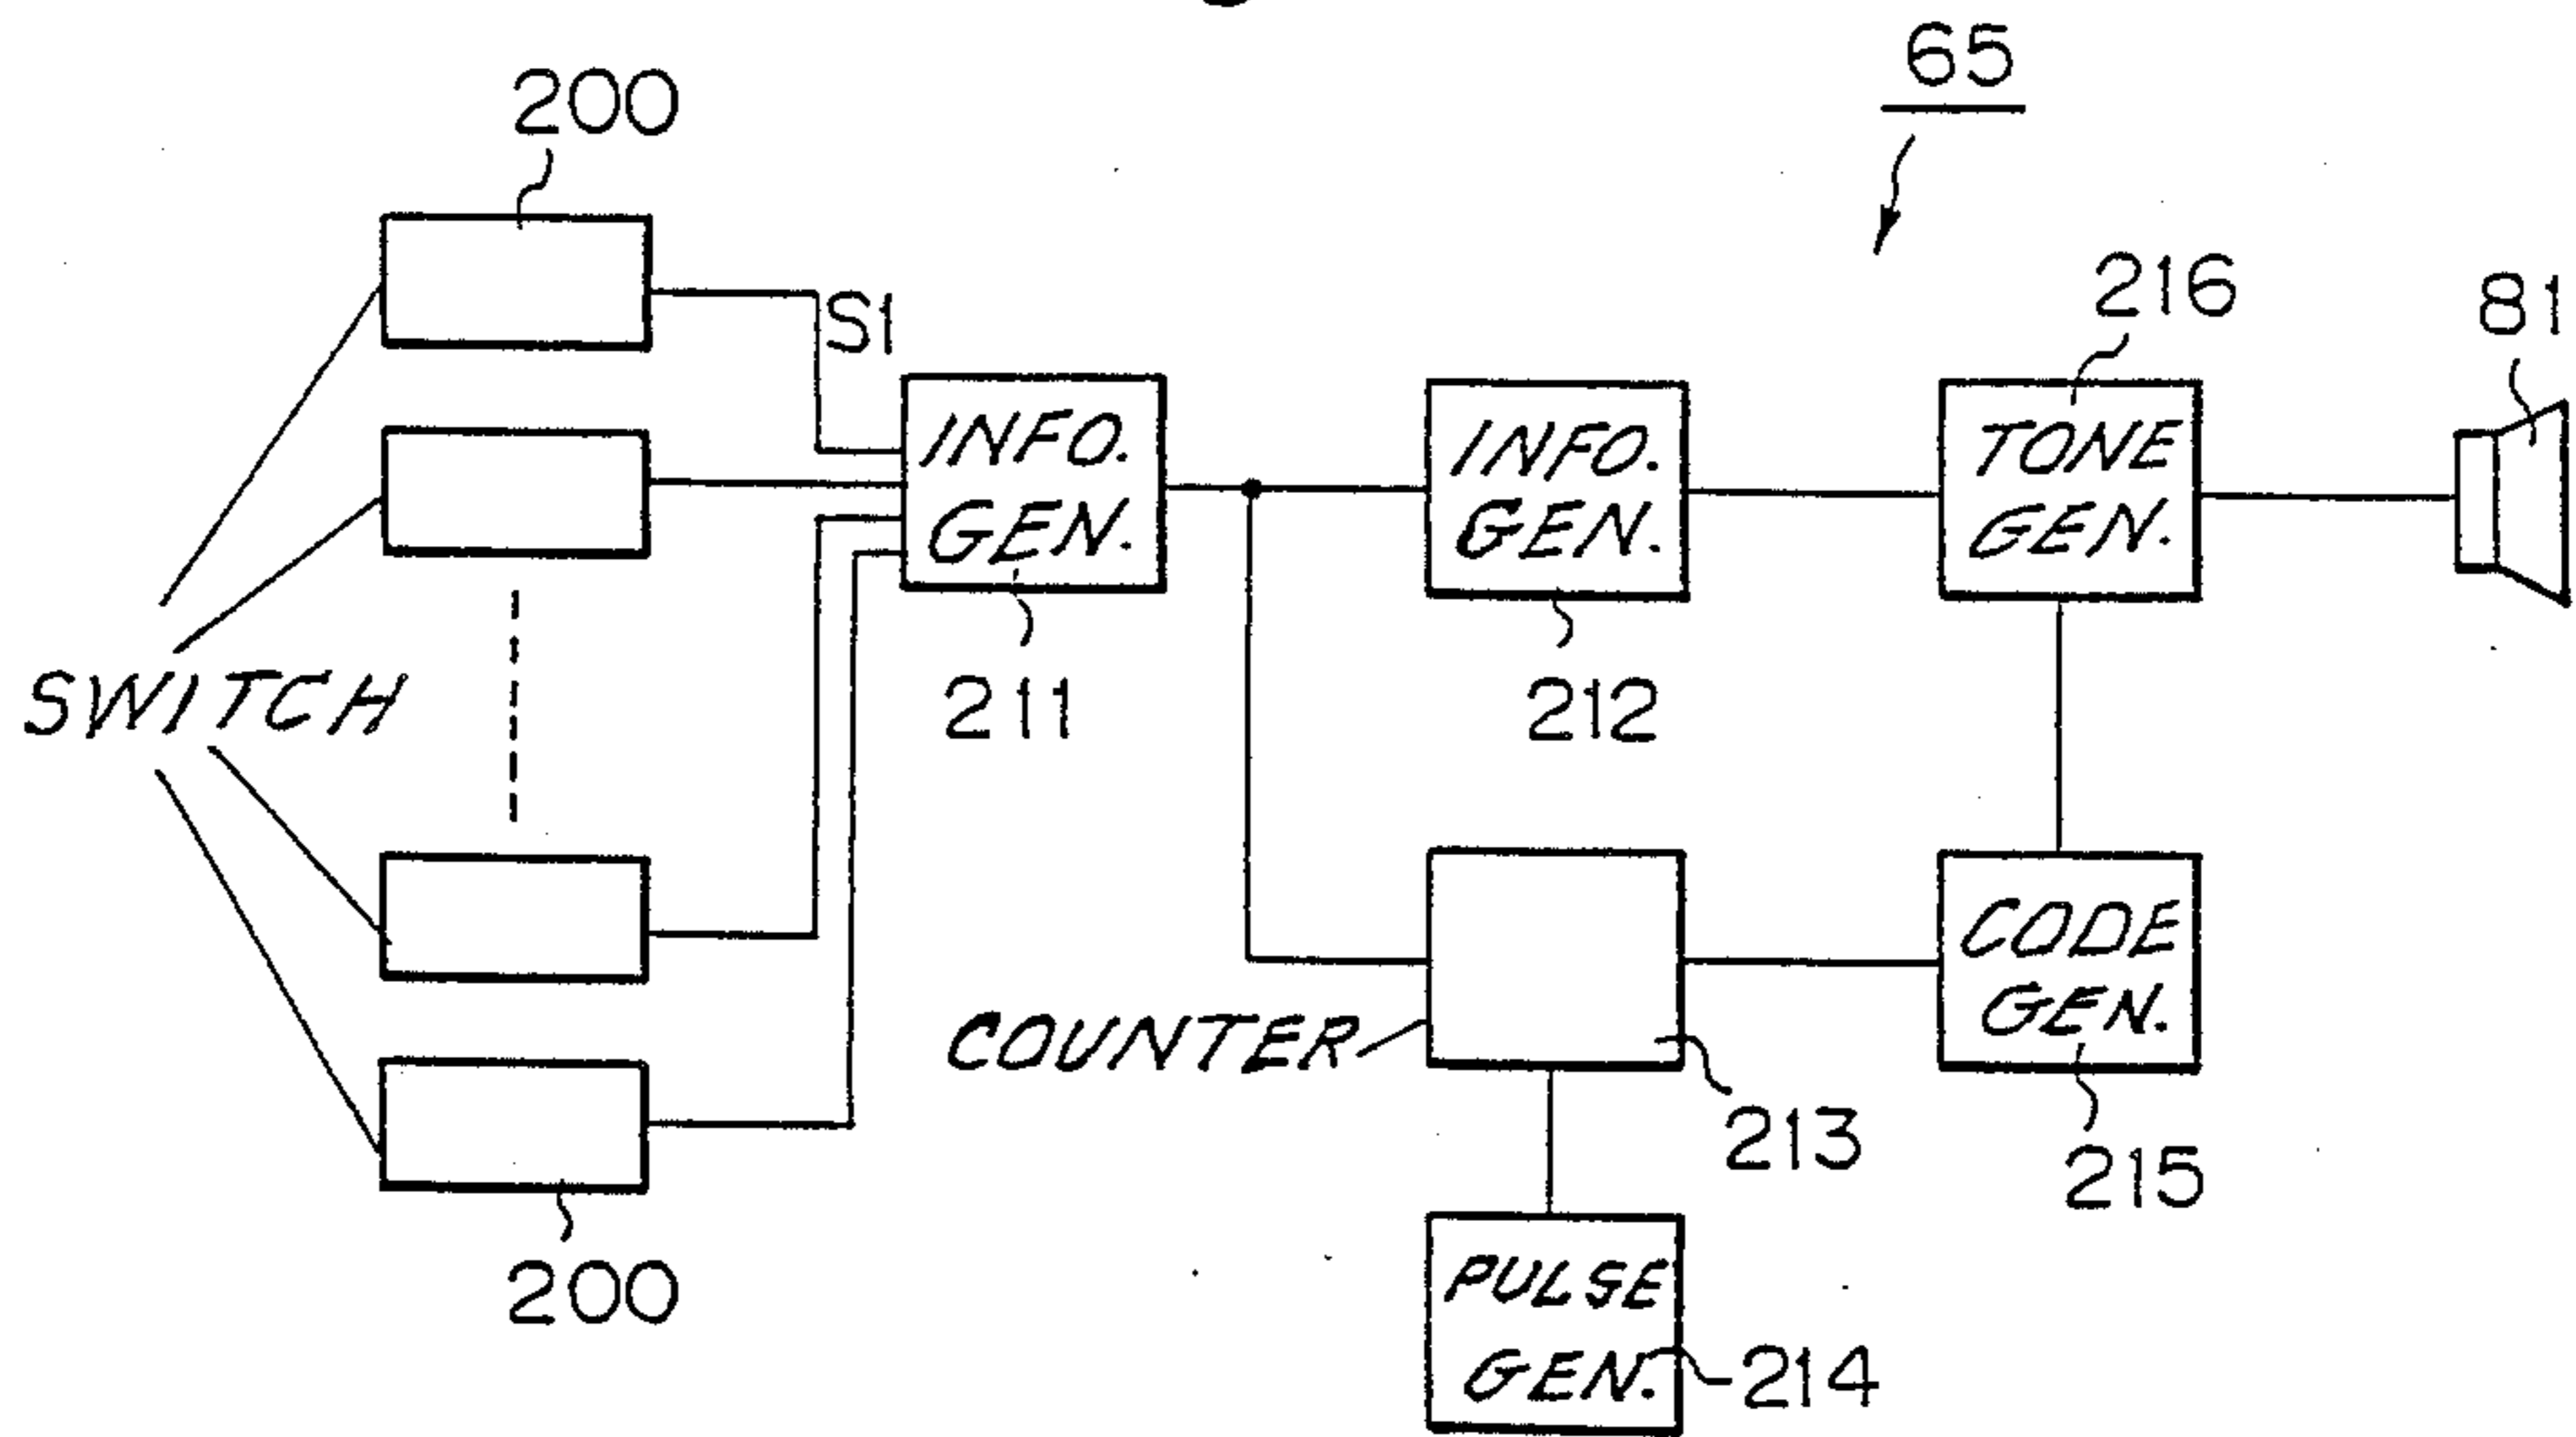 65
200
S1
216
81
INFO.
GEN.
INFO.
GEN.
TONE
GEN.
SWITCH
211
212
COUNTER
CODE
GEN.
213
215
200
PULSE
GEN.
214